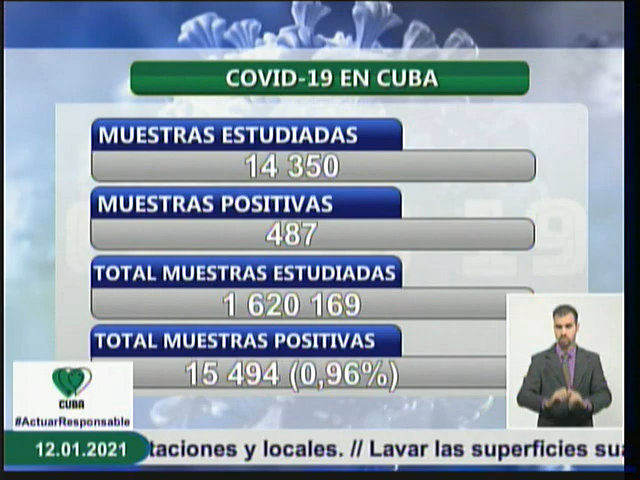 COVID-19 EN CUBA
MUESTRAS ESTUDIADAS
14 350
MUESTRAS POSITIVAS
487
TOTAL MUESTRAS ESTUDIADAS
1 620 169
TOTAL MUESTRAS POSITIVAS
15 494 (0,96%)
CUBA
#ActuarResponsable
12.01.2021 taciones y locales. // Lavar las superficies sua